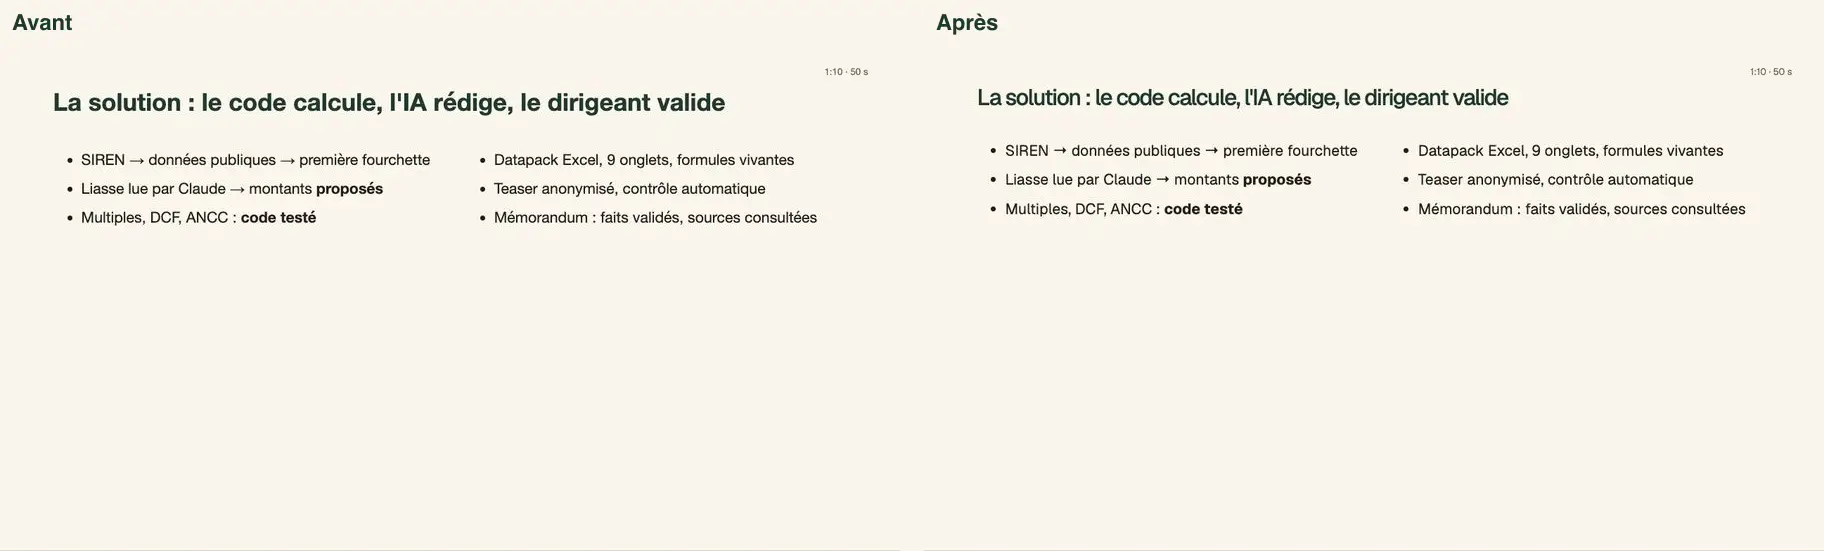 Avant
1:10 · 50 s
La solution : le code calcule, l'IA rédige, le dirigeant valide
• SIREN → données publiques → première fourchette
• Liasse lue par Claude → montants proposés
• Multiples, DCF, ANCC : code testé
• Datapack Excel, 9 onglets, formules vivantes
• Teaser anonymisé, contrôle automatique
• Mémorandum : faits validés, sources consultées
Après
1:10 · 50 s
La solution : le code calcule, l'IA rédige, le dirigeant valide
• SIREN → données publiques → première fourchette
• Liasse lue par Claude → montants proposés
• Multiples, DCF, ANCC : code testé
• Datapack Excel, 9 onglets, formules vivantes
• Teaser anonymisé, contrôle automatique
• Mémorandum : faits validés, sources consultées